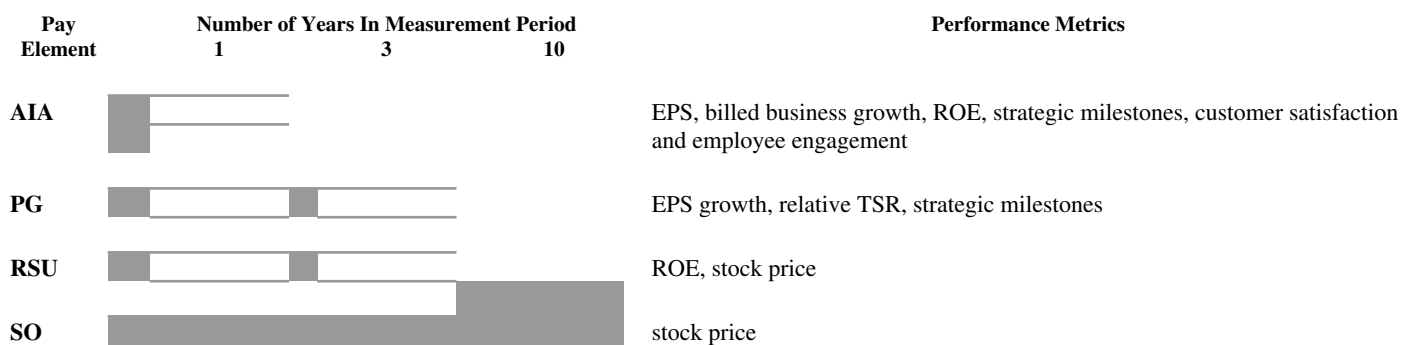 Pay Number of Years In Measurement Period Performance Metrics
Element 1 3 10
AIA EPS, billed business growth, ROE, strategic milestones, customer satisfaction
and employee engagement
PG EPS growth, relative TSR, strategic milestones
RSU ROE, stock price
SO stock price